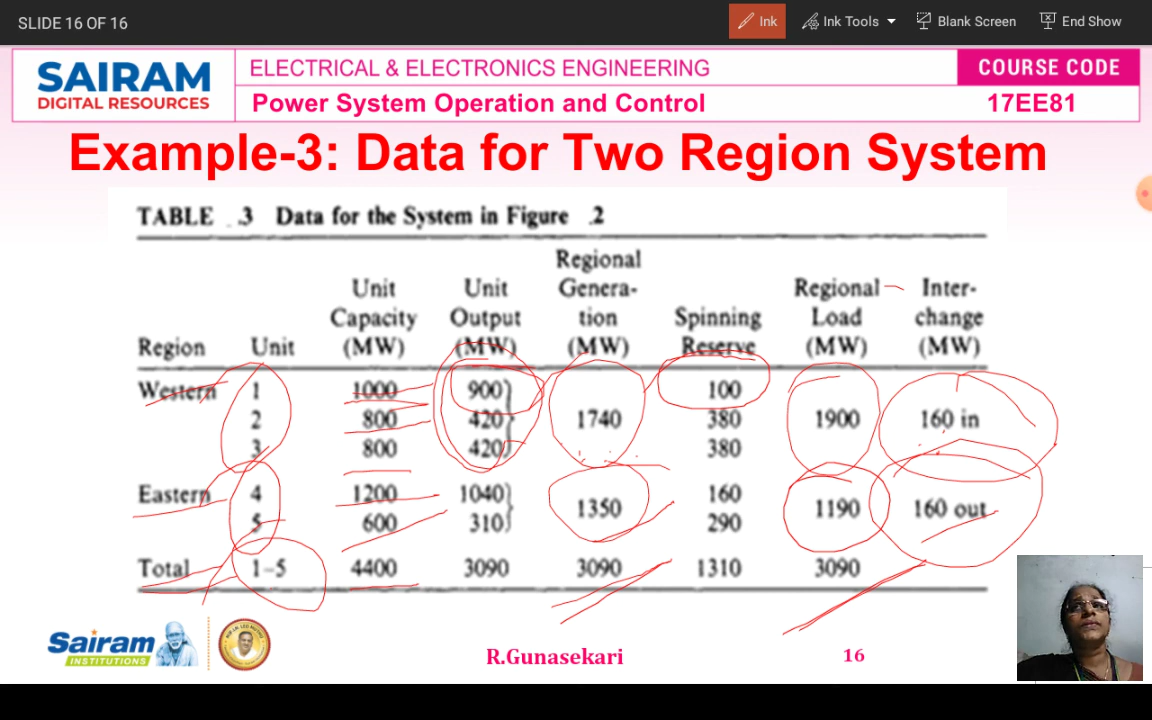 SLIDE 16 OF 16
Ink
Ink Tools
Blank Screen
End Show
SAIRAM
DIGITAL RESOURCES
ELECTRICAL & ELECTRONICS ENGINEERING
COURSE CODE
Power System Operation and Control
17EE81
Example-3: Data for Two Region System
TABLE .3 Data for the System in Figure .2
Regional
Unit Unit Genera- Regional Inter-
Capacity Output tion Spinning Load change
Region Unit (MW) (MW) (MW) Reserve (MW) (MW)
Western 1 1000 900 100
2 800 420 1740 380 1900 160 in
3 800 420 380
Eastern 4 1200 1040 160
1350 1190 160 out
5 600 310 290
Total 1-5 4400 3090 3090 1310 3090
Sairam
INSTITUTIONS
R.Gunasekari
16